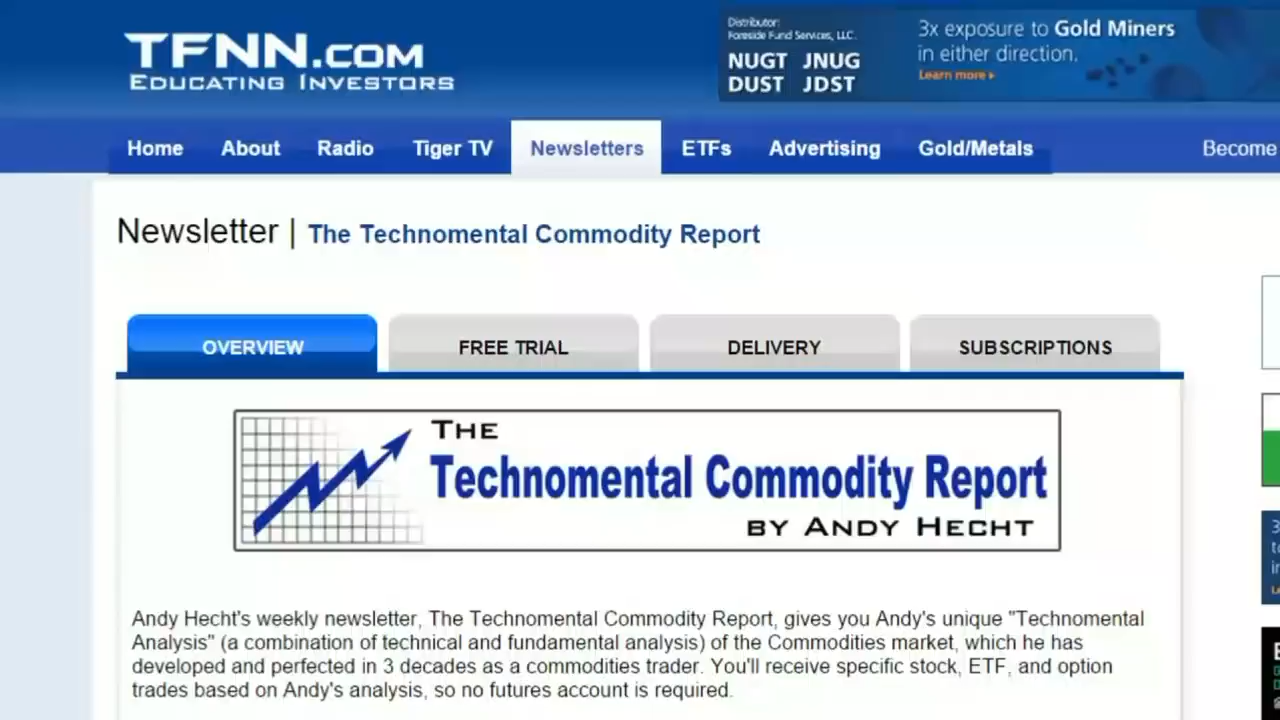 TFNN.COM
EDUCATING INVESTORS
Distributor:
Foreside Fund Services, LLC.
NUGT JNUG
DUST JDST
3x exposure to Gold Miners
in either direction.
Learn more
Home About Radio Tiger TV Newsletters ETFs Advertising Gold/Metals Become
Newsletter | The Technomental Commodity Report
OVERVIEW FREE TRIAL DELIVERY SUBSCRIPTIONS
THE
Technomental Commodity Report
BY ANDY HECHT
Andy Hecht's weekly newsletter, The Technomental Commodity Report, gives you Andy's unique "Technomental
Analysis" (a combination of technical and fundamental analysis) of the Commodities market, which he has
developed and perfected in 3 decades as a commodities trader. You'll receive specific stock, ETF, and option
trades based on Andy's analysis, so no futures account is required.